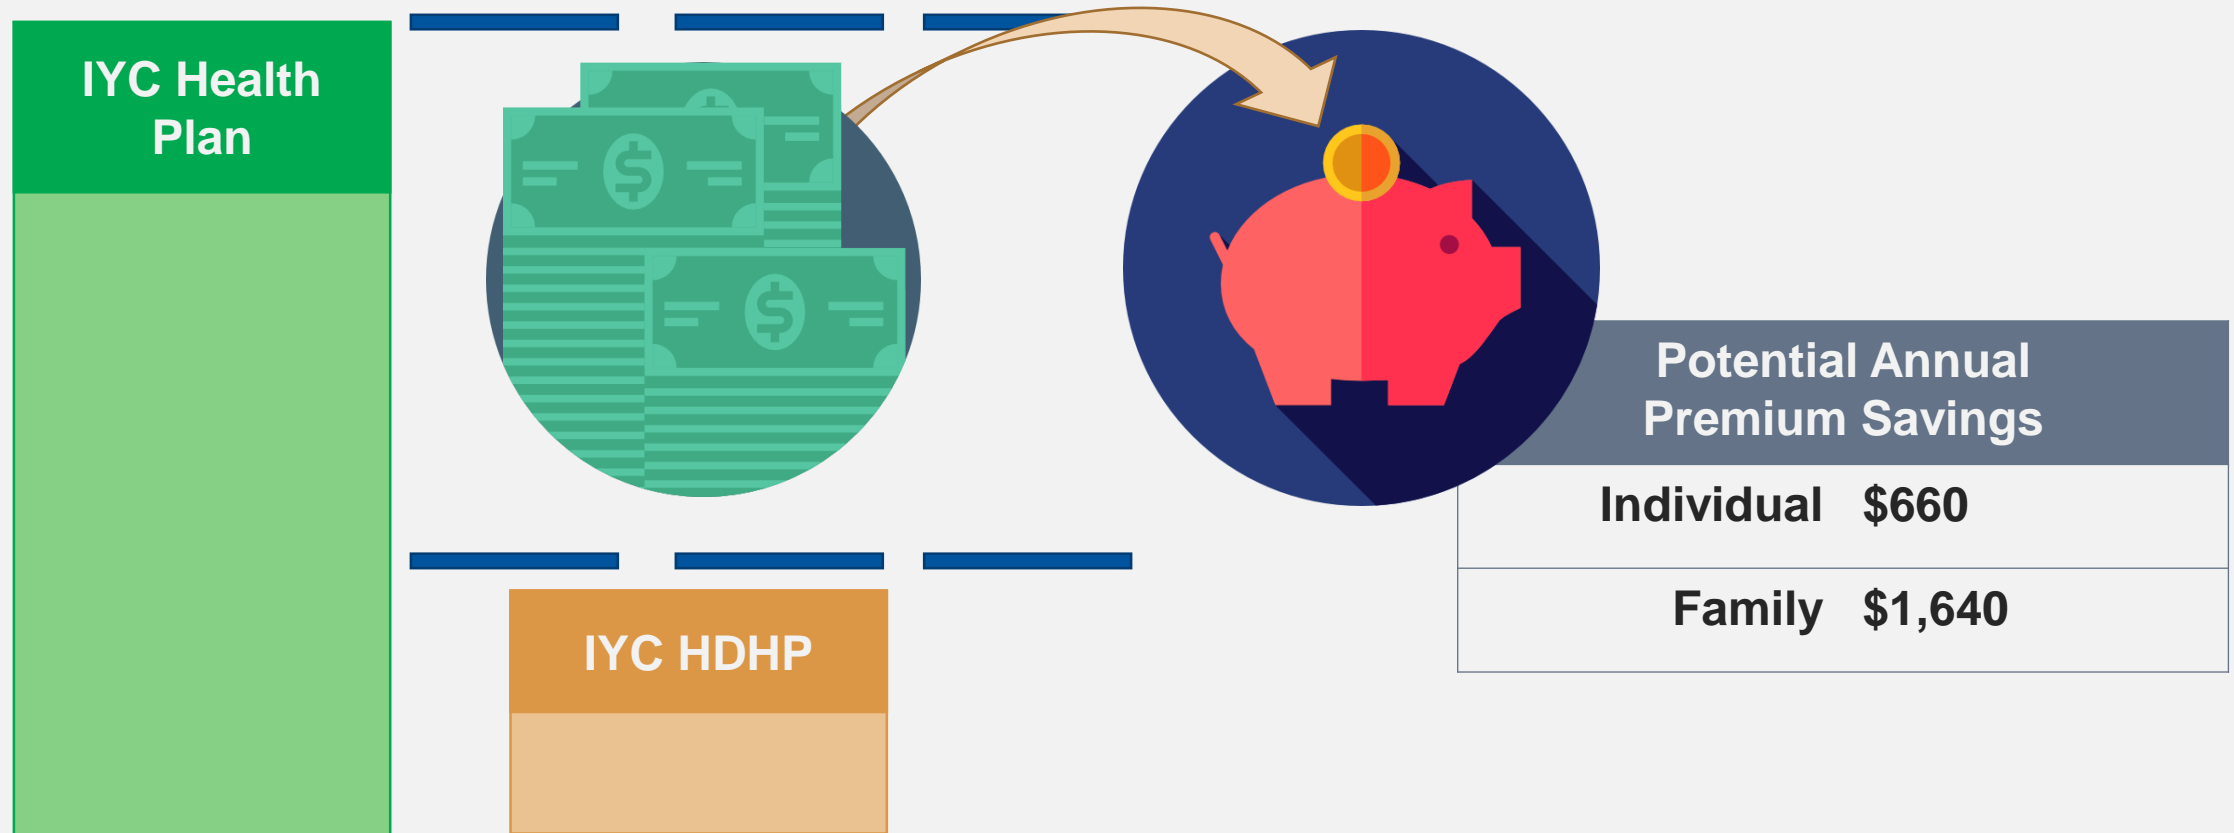 IYC Health
Plan
Potential Annual
Premium Savings
Individual $660
Family $1,640
IYC HDHP